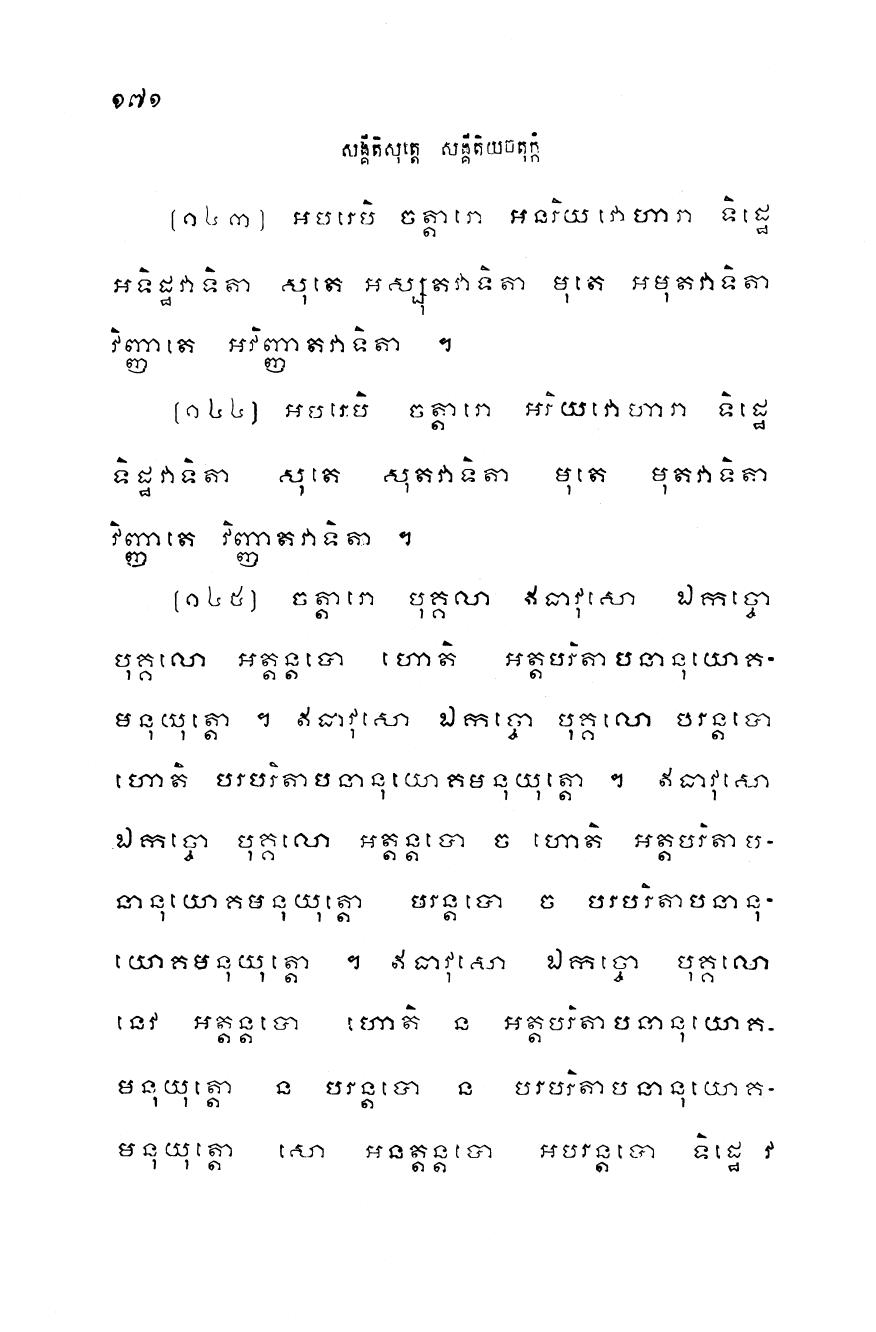 ១៧១
សង្គីតិសុត្តេ សង្គីតិយចតុក្កំ
(១៤៣) អបរេបិ ចត្តារោ អនរិយវោហារា ទិដ្ឋេ
អទិដ្ឋវាទិតា សុតេ អស្សុតវាទិតា មុតេ អមុតវាទិតា
វិញ្ញាតេ អវិញ្ញាតវាទិតា ។
(១៤៤) អបរេបិ ចត្តារោ អរិយវោហារា ទិដ្ឋេ
ទិដ្ឋវាទិតា សុតេ សុតវាទិតា មុតេ មុតវាទិតា
វិញ្ញាតេ វិញ្ញាតវាទិតា ។
(១៤៥) ចត្តារោ បុគ្គលា ឥធាវុសោ ឯកច្ចោ
បុគ្គលោ អត្តន្តបោ ហោតិ អត្តបរិតាបនានុយោគ-
មនុយុត្តោ ។ ឥធាវុសោ ឯកច្ចោ បុគ្គលោ បរន្តបោ
ហោតិ បរបរិតាបនានុយោគមនុយុត្តោ ។ ឥធាវុសោ
ឯកច្ចោ បុគ្គលោ អត្តន្តបោ ច ហោតិ អត្តបរិតាប-
នានុយោគមនុយុត្តោ បរន្តបោ ច បរបរិតាបនានុ-
យោគមនុយុត្តោ ។ ឥធាវុសោ ឯកច្ចោ បុគ្គលោ
នេវ អត្តន្តបោ ហោតិ ន អត្តបរិតាបនានុយោគ-
មនុយុត្តោ ន បរន្តបោ ន បរបរិតាបនានុយោគ-
មនុយុត្តោ សោ អនត្តន្តបោ អបរន្តបោ ទិដ្ឋេ វ